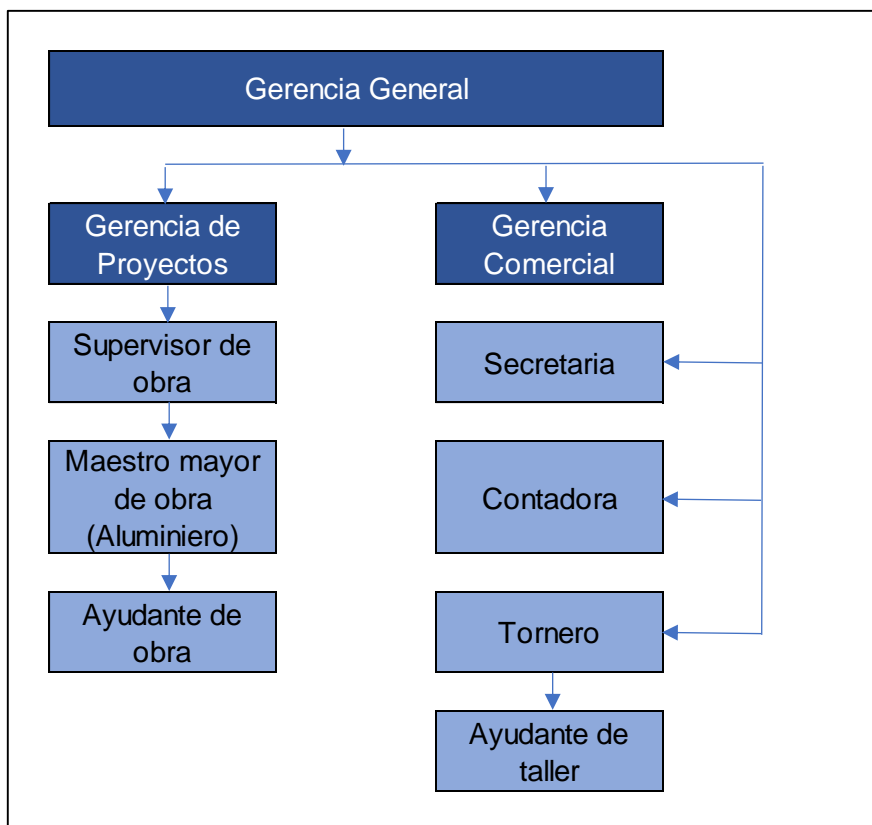 Gerencia General
Gerencia de
Proyectos
Gerencia
Comercial
Supervisor de
obra
Secretaria
Maestro mayor
de obra
(Aluminiero)
Contadora
Ayudante de
obra
Tornero
Ayudante de
taller